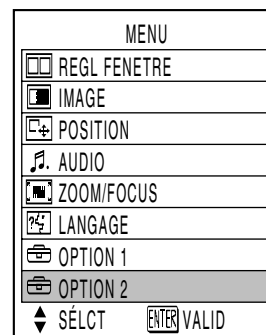 MENU
REGL FENETRE
IMAGE
POSITION
AUDIO
ZOOM/FOCUS
LANGAGE
OPTION 1
OPTION 2
SÉLCT ENTER VALID